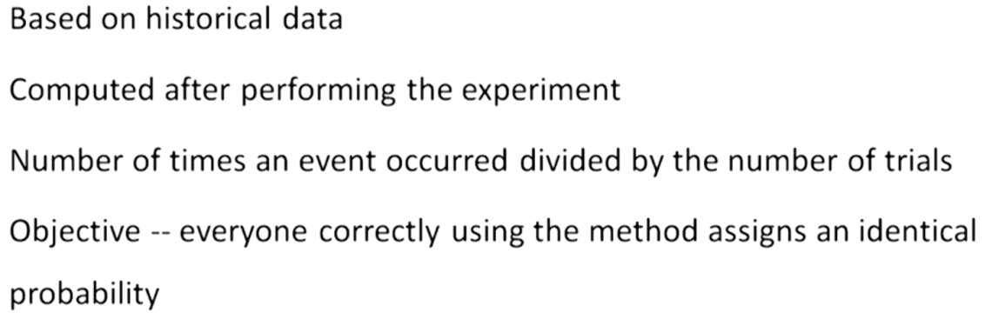 Based on historical data
Computed after performing the experiment
Number of times an event occurred divided by the number of trials
Objective -- everyone correctly using the method assigns an identical
probability